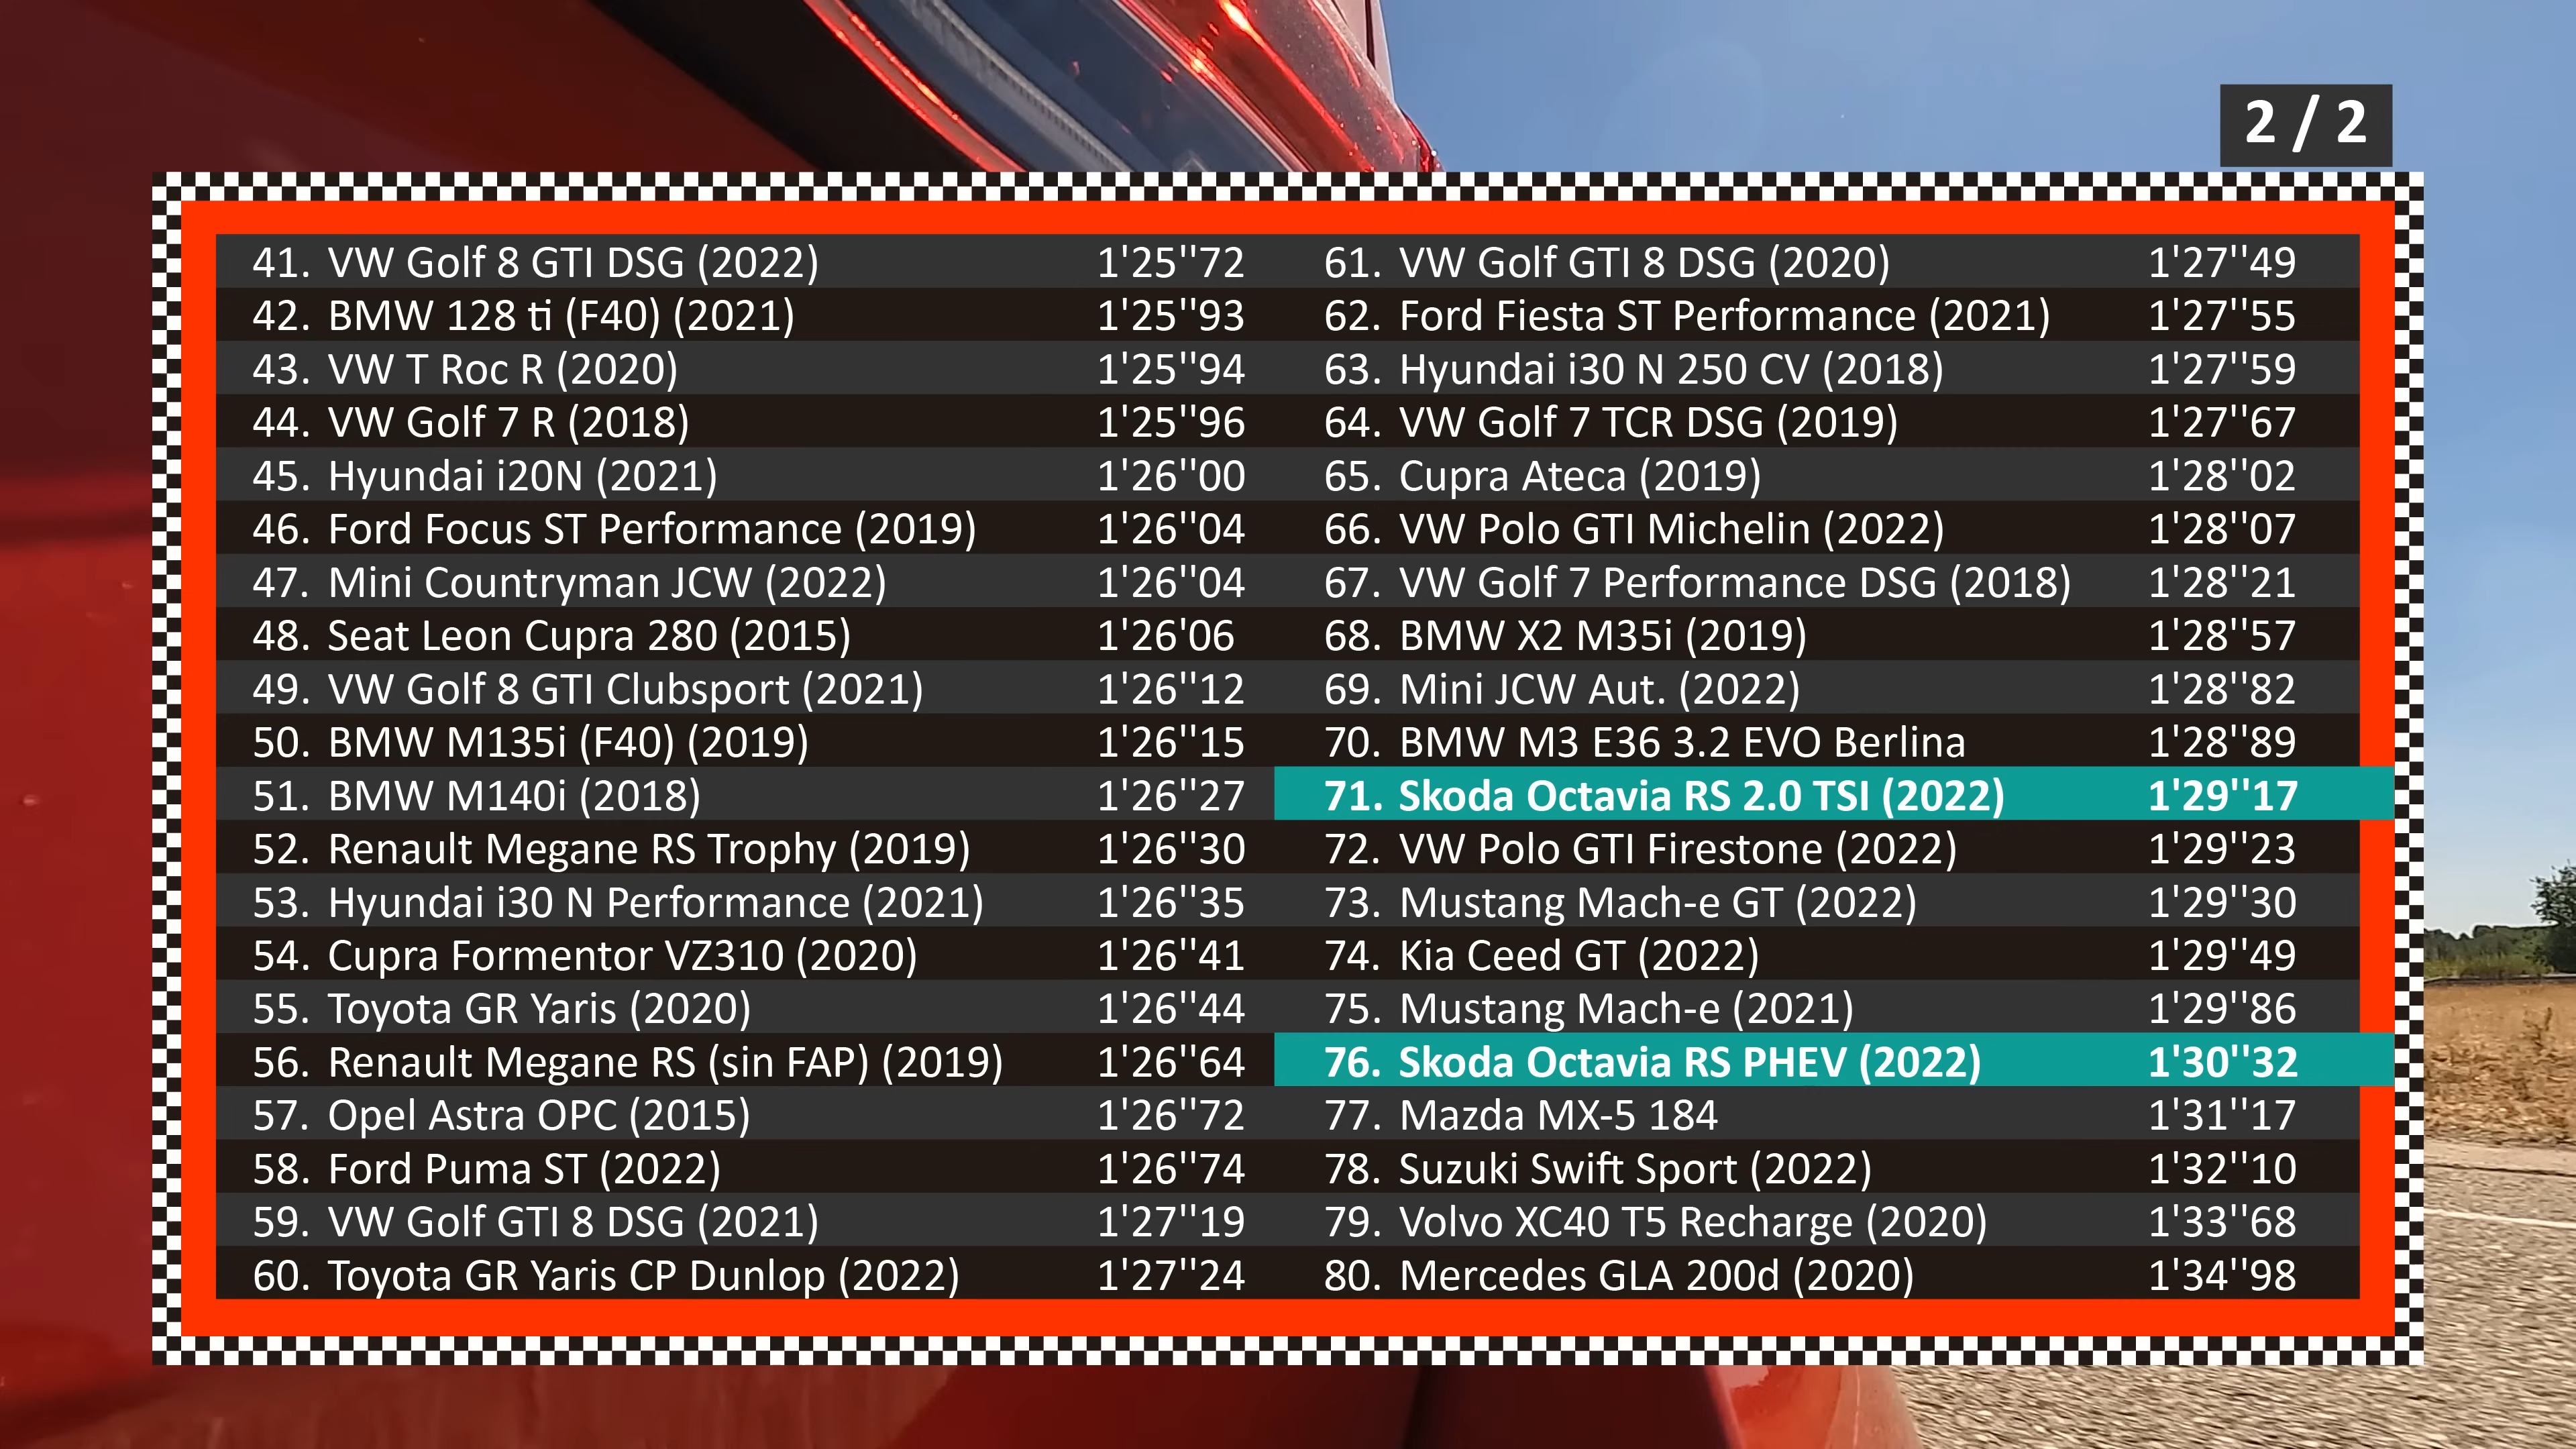 2 / 2
41. VW Golf 8 GTI DSG (2022) 1'25''72
42. BMW 128 ti (F40) (2021) 1'25''93
43. VW T Roc R (2020) 1'25''94
44. VW Golf 7 R (2018) 1'25''96
45. Hyundai i20N (2021) 1'26''00
46. Ford Focus ST Performance (2019) 1'26''04
47. Mini Countryman JCW (2022) 1'26''04
48. Seat Leon Cupra 280 (2015) 1'26'06
49. VW Golf 8 GTI Clubsport (2021) 1'26''12
50. BMW M135i (F40) (2019) 1'26''15
51. BMW M140i (2018) 1'26''27
52. Renault Megane RS Trophy (2019) 1'26''30
53. Hyundai i30 N Performance (2021) 1'26''35
54. Cupra Formentor VZ310 (2020) 1'26''41
55. Toyota GR Yaris (2020) 1'26''44
56. Renault Megane RS (sin FAP) (2019) 1'26''64
57. Opel Astra OPC (2015) 1'26''72
58. Ford Puma ST (2022) 1'26''74
59. VW Golf GTI 8 DSG (2021) 1'27''19
60. Toyota GR Yaris CP Dunlop (2022) 1'27''24
61. VW Golf GTI 8 DSG (2020) 1'27''49
62. Ford Fiesta ST Performance (2021) 1'27''55
63. Hyundai i30 N 250 CV (2018) 1'27''59
64. VW Golf 7 TCR DSG (2019) 1'27''67
65. Cupra Ateca (2019) 1'28''02
66. VW Polo GTI Michelin (2022) 1'28''07
67. VW Golf 7 Performance DSG (2018) 1'28''21
68. BMW X2 M35i (2019) 1'28''57
69. Mini JCW Aut. (2022) 1'28''82
70. BMW M3 E36 3.2 EVO Berlina 1'28''89
71. Skoda Octavia RS 2.0 TSI (2022) 1'29''17
72. VW Polo GTI Firestone (2022) 1'29''23
73. Mustang Mach-e GT (2022) 1'29''30
74. Kia Ceed GT (2022) 1'29''49
75. Mustang Mach-e (2021) 1'29''86
76. Skoda Octavia RS PHEV (2022) 1'30''32
77. Mazda MX-5 184 1'31''17
78. Suzuki Swift Sport (2022) 1'32''10
79. Volvo XC40 T5 Recharge (2020) 1'33''68
80. Mercedes GLA 200d (2020) 1'34''98